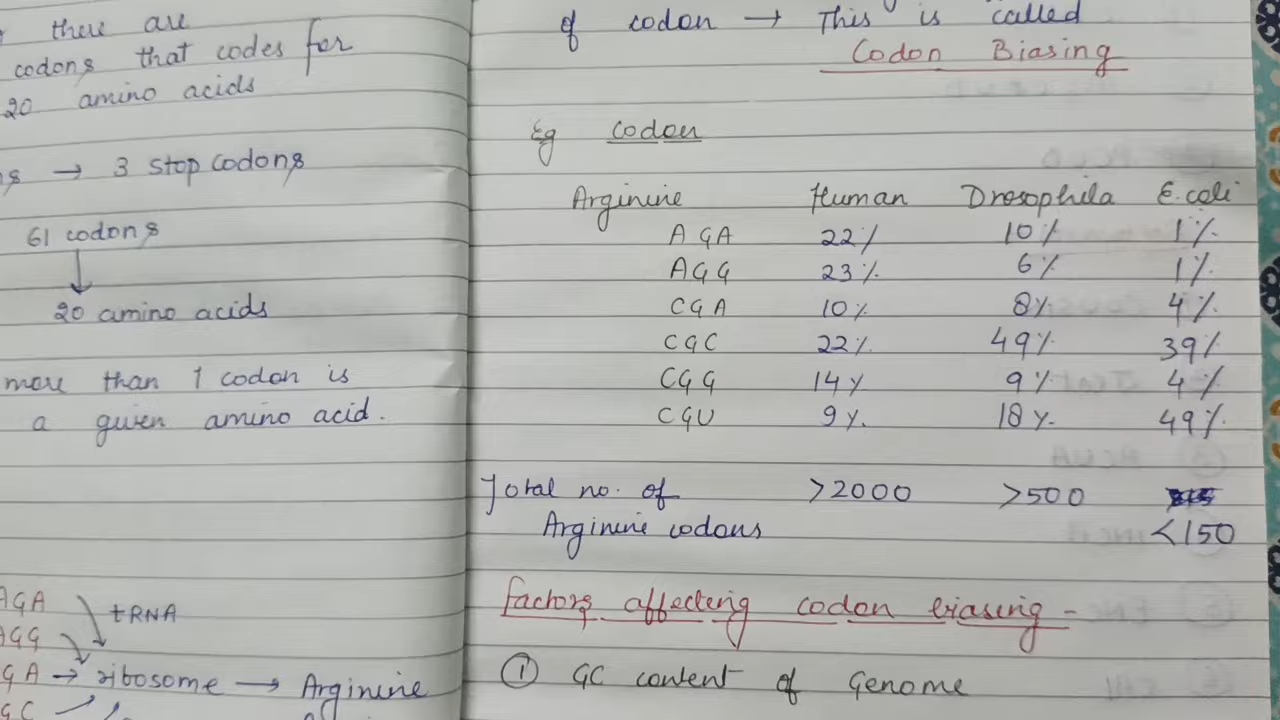 there are
codons that codes for
20 amino acids
→ 3 stop codons
61 codons
↓
20 amino acids
more than 1 codon is
a given amino acid.
AGA
tRNA
AGG
GA → ribosome → Arginine
GC
of codon → This is called
Codon Biasing
Eg codon
Arginine Human Drosophila E.coli
AGA 22% 10% 1%
AGG 23% 6% 1%
CGA 10% 8% 4%
CGC 22% 49% 39%
CGG 14% 9% 4%
CGU 9% 18% 49%
Total no. of >2000 >500
Arginine codons <150
factors affecting codon biasing -
① GC content of Genome